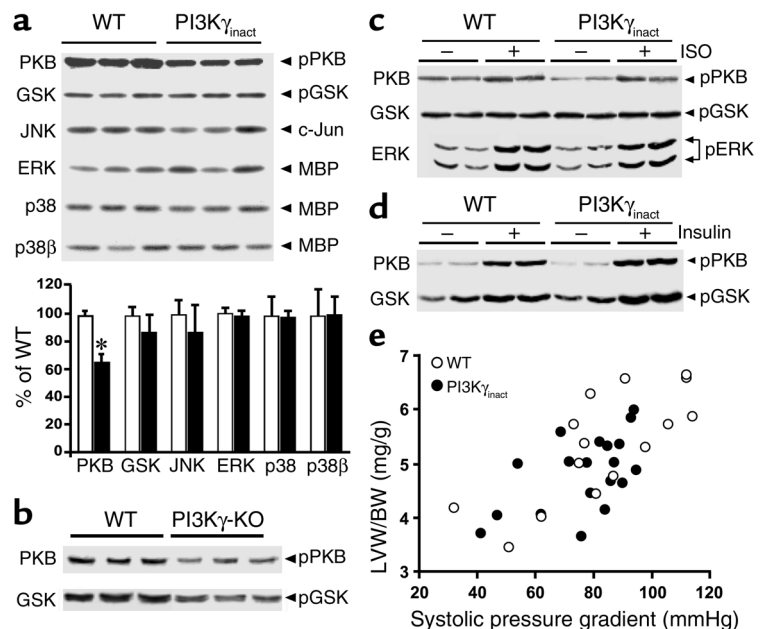 a
WT PI3Kγinact
PKB pPKB
GSK pGSK
JNK c-Jun
ERK MBP
p38 MBP
p38β MBP
% of WT
120
100
80
60
40
20
0
*
PKB GSK JNK ERK p38 p38β
b
WT PI3Kγ-KO
PKB pPKB
GSK pGSK
c
WT PI3Kγinact
– + – + ISO
PKB pPKB
GSK pGSK
ERK pERK
d
WT PI3Kγinact
– + – + Insulin
PKB pPKB
GSK pGSK
e
LVW/BW (mg/g)
7
6
5
4
3
WT
PI3Kγinact
20 40 60 80 100 120
Systolic pressure gradient (mmHg)